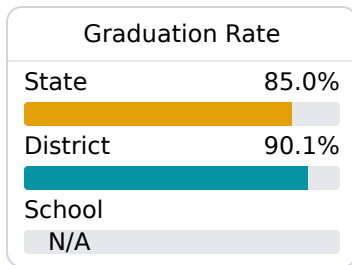 Graduation Rate
State 85.0%
District 90.1%
School
N/A